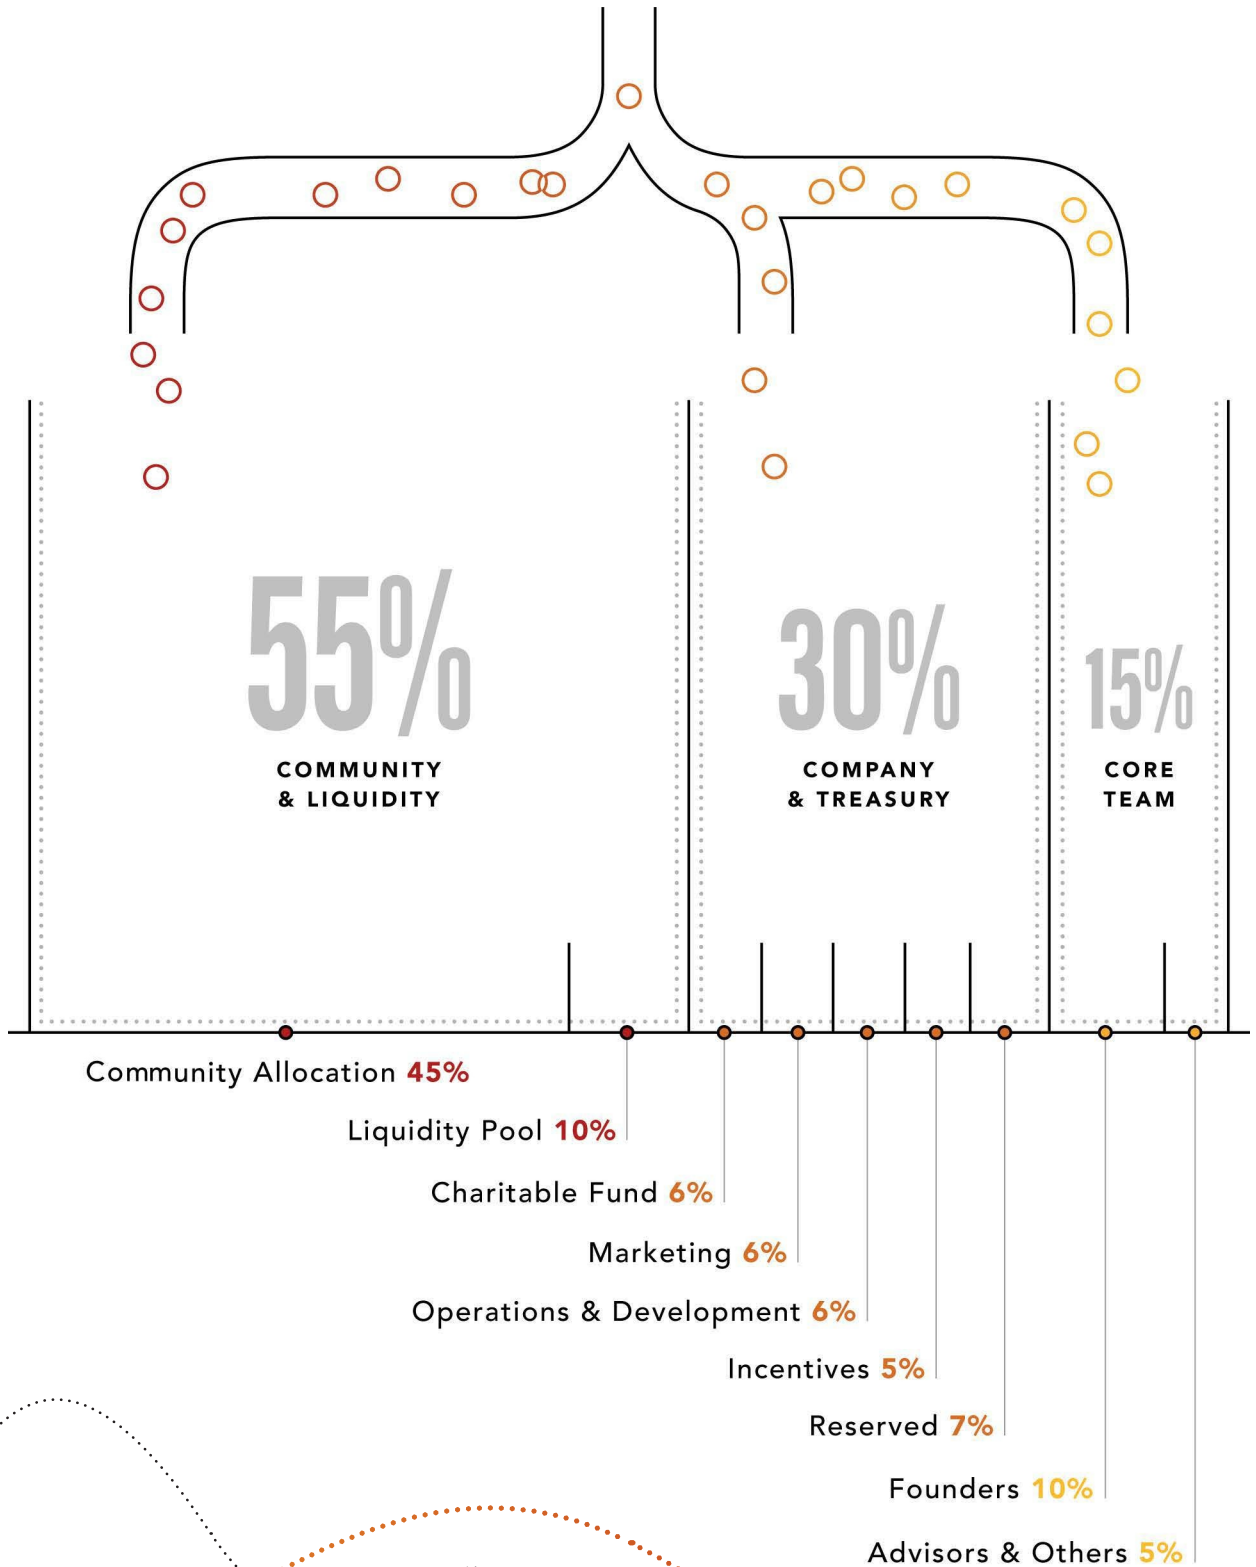 55%
COMMUNITY
& LIQUIDITY
30%
COMPANY
& TREASURY
15%
CORE
TEAM
Community Allocation 45%
Liquidity Pool 10%
Charitable Fund 6%
Marketing 6%
Operations & Development 6%
Incentives 5%
Reserved 7%
Founders 10%
Advisors & Others 5%